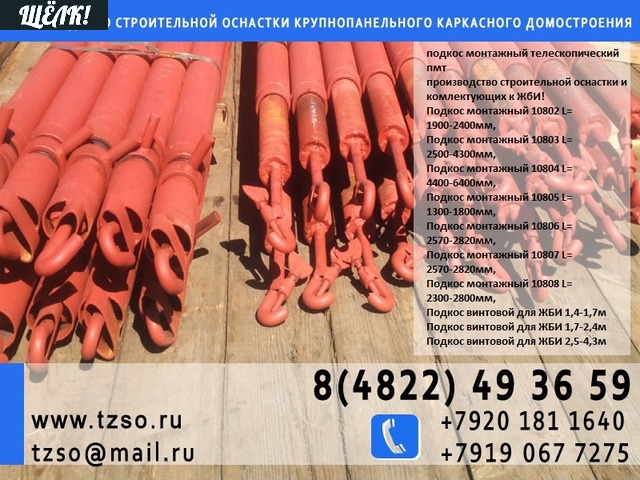 ЩЁЛК!
О СТРОИТЕЛЬНОЙ ОСНАСТКИ КРУПНОПАНЕЛЬНОГО КАРКАСНОГО ДОМОСТРОЕНИЯ
подкос монтажный телескопический
пмт
производство строительной оснастки и
комлектующих к ЖбИ!
Подкос монтажный 10802 L=
1900-2400мм,
Подкос монтажный 10803 L=
2500-4300мм,
Подкос монтажный 10804 L=
4400-6400мм,
Подкос монтажный 10805 L=
1300-1800мм,
Подкос монтажный 10806 L=
2570-2820мм,
Подкос монтажный 10807 L=
2570-2820мм,
Подкос монтажный 10808 L=
2300-2800мм,
Подкос винтовой для ЖБИ 1,4-1,7м
Подкос винтовой для ЖБИ 1,7-2,4м
Подкос винтовой для ЖБИ 2,5-4,3м
8(4822) 49 36 59
www.tzso.ru
+7920 181 1640
tzso@mail.ru
+7919 067 7275